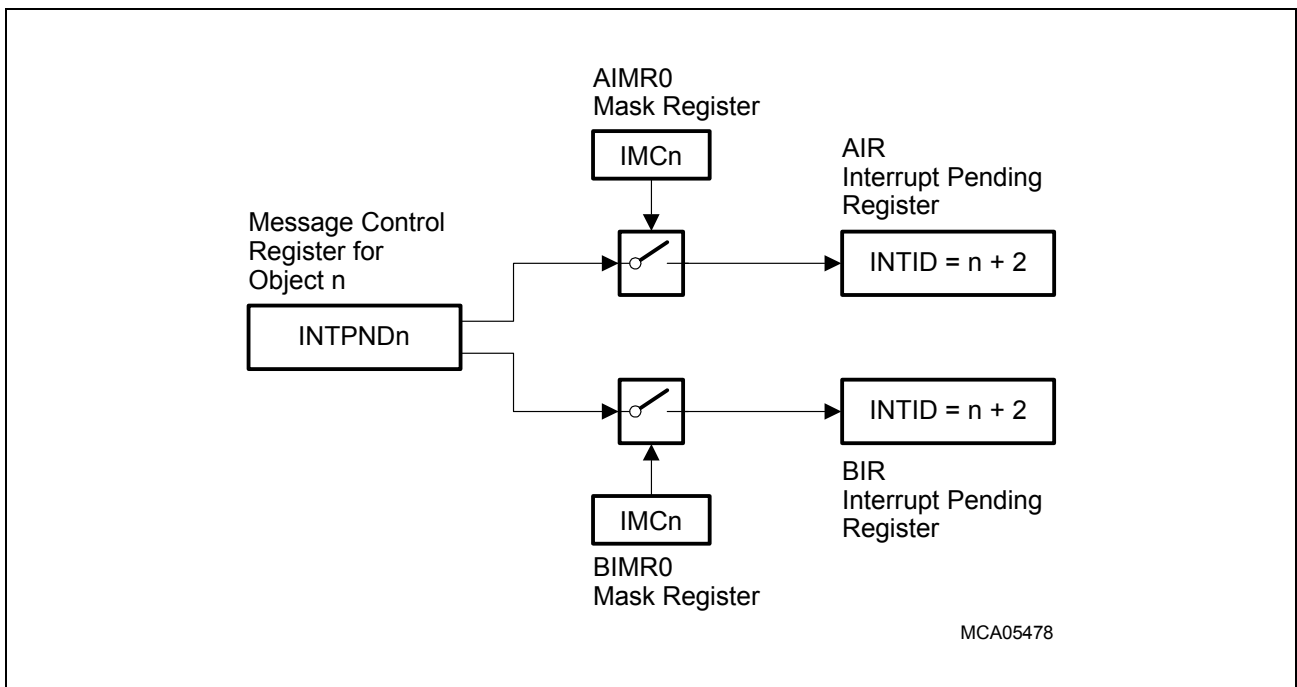 AIMR0
Mask Register
IMCn
AIR
Interrupt Pending
Register
INTID = n + 2
Message Control
Register for
Object n
INTPNDn
INTID = n + 2
BIR
Interrupt Pending
Register
IMCn
BIMR0
Mask Register
MCA05478